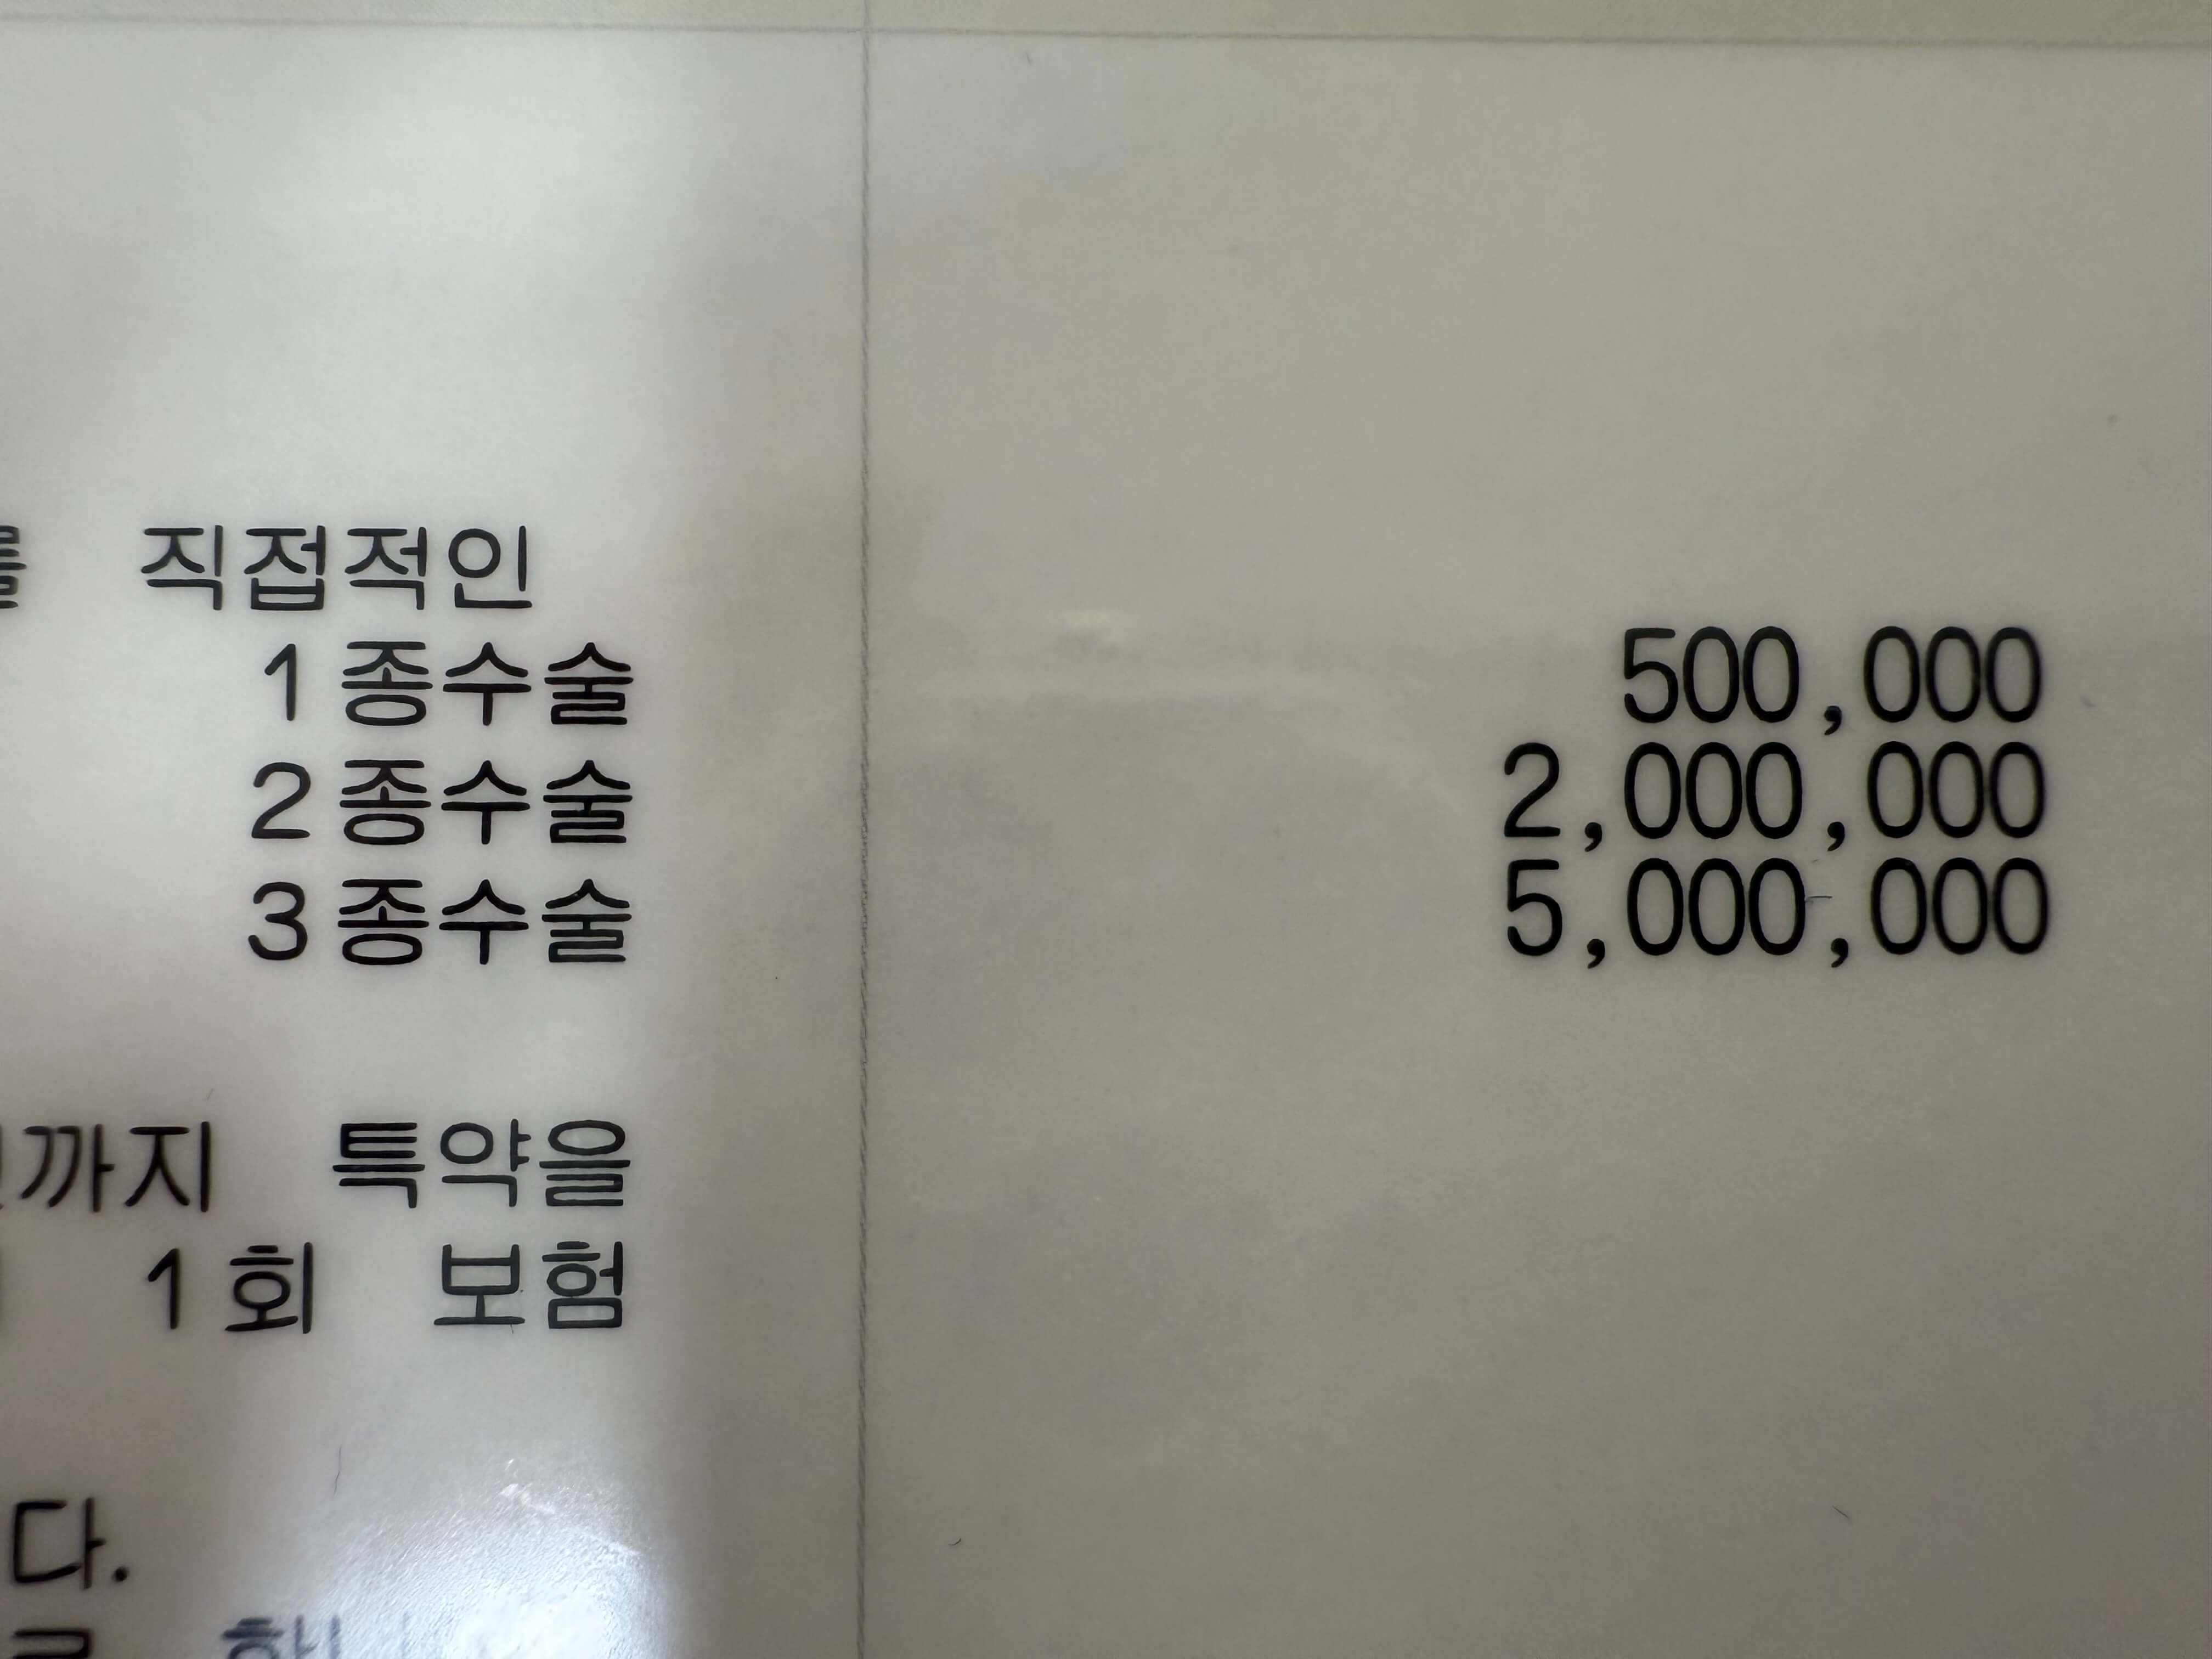 를 직접적인
1종수술 500,000
2종수술 2,000,000
3종수술 5,000,000
까지 특약을
1회 보험
다.